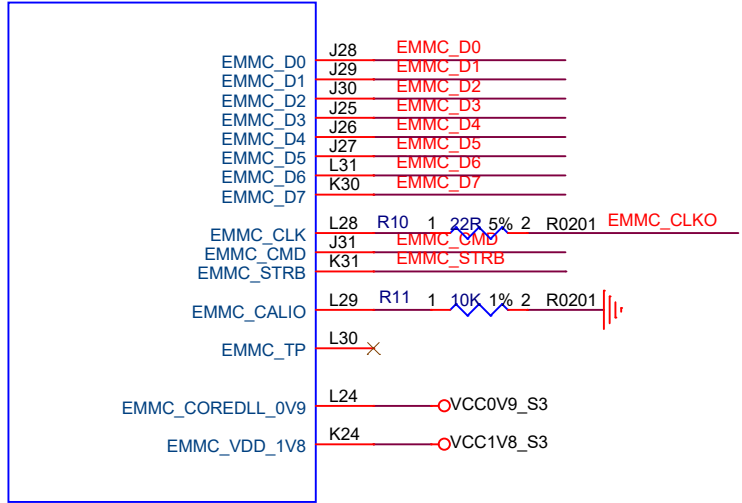 EMMC_D0 J28 EMMC_D0
EMMC_D1 J29 EMMC_D1
EMMC_D2 J30 EMMC_D2
EMMC_D3 J25 EMMC_D3
EMMC_D4 J26 EMMC_D4
EMMC_D5 J27 EMMC_D5
EMMC_D6 L31 EMMC_D6
EMMC_D7 K30 EMMC_D7
EMMC_CLK L28 R10 1 22R 5% 2 R0201 EMMC_CLKO
EMMC_CMD J31 EMMC_CMD
EMMC_STRB K31 EMMC_STRB
EMMC_CALIO L29 R11 1 10K 1% 2 R0201
EMMC_TP L30
EMMC_COREDLL_0V9 L24 VCC0V9_S3
EMMC_VDD_1V8 K24 VCC1V8_S3